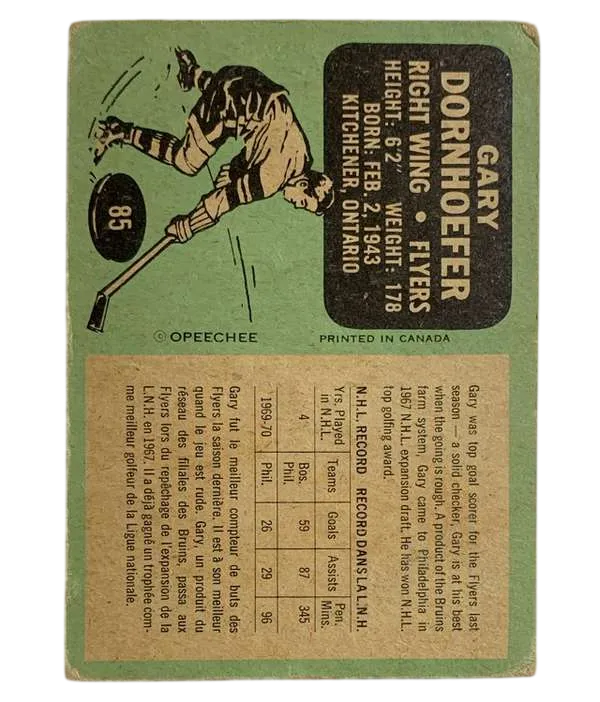 GARY
DORNHOEFER
RIGHT WING • FLYERS
HEIGHT: 6'2" WEIGHT: 178
BORN: FEB. 2, 1943
KITCHENER, ONTARIO
85
© OPEECHEE
PRINTED IN CANADA
Gary was top goal scorer for the Flyers last
season — a solid checker, Gary is at his best
when the going is rough. A product of the Bruins
farm system, Gary came to Philadelphia in
1967 N.H.L. expansion draft. He has won N.H.L.
top golfing award.
N.H.L. RECORD RECORD DANS LA L.N.H.
Yrs. Played in N.H.L. Teams Goals Assists Pen. Mins.
4 Bos. Phil. 59 87 345
1969-70 Phil. 26 29 96
Gary fut le meilleur compteur de buts des
Flyers la saison dernière. Il est à son meilleur
quand le jeu est rude. Gary, un produit du
réseau des filiales des Bruins, passa aux
Flyers lors du repêchage de l'expansion de la
L.N.H. en 1967. Il a déjà gagné un trophée com-
me meilleur golfeur de la Ligue nationale.